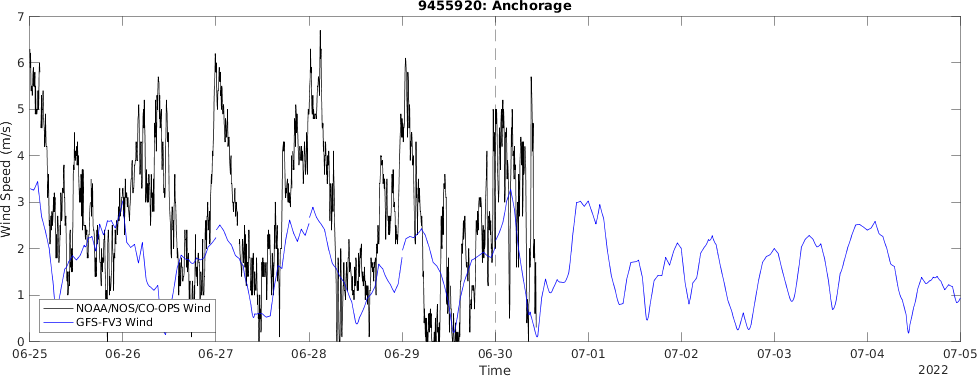 9455920: Anchorage
7
6
5
4
3
2
1
0
Wind Speed (m/s)
NOAA/NOS/CO-OPS Wind
GFS-FV3 Wind
06-25 06-26 06-27 06-28 06-29 06-30 07-01 07-02 07-03 07-04 07-05
Time
2022